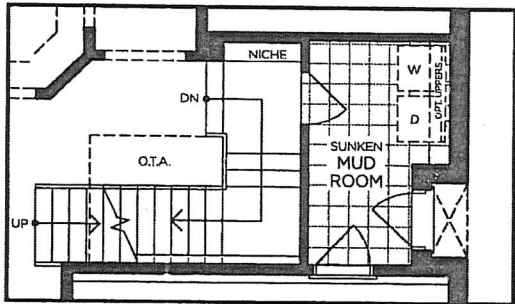 NICHE
W
OPT. UPPERS
DN
D
O.T.A.
SUNKEN
MUD
ROOM
UP